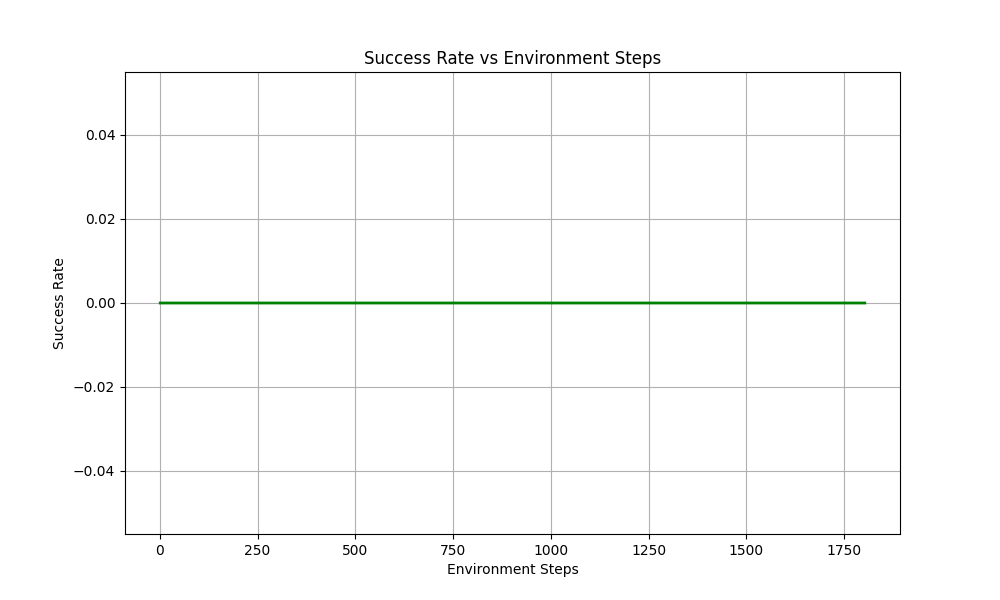 Success Rate vs Environment Steps
0.04
0.02
0.00
−0.02
−0.04
Success Rate
0 250 500 750 1000 1250 1500 1750
Environment Steps